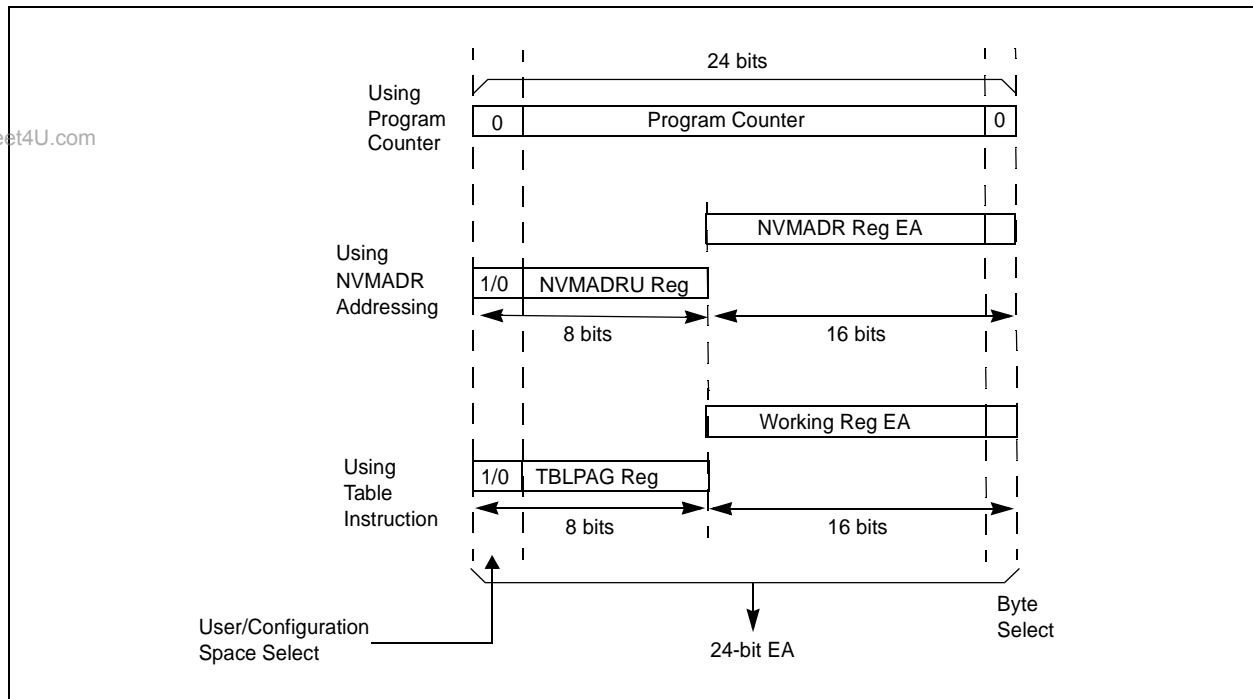 24 bits
Using
Program
Counter
0
Program Counter
0
eet4U.com
NVMADR Reg EA
Using
NVMADR
Addressing
1/0
NVMADRU Reg
8 bits
16 bits
Working Reg EA
Using
Table
Instruction
1/0
TBLPAG Reg
8 bits
16 bits
User/Configuration
Space Select
24-bit EA
Byte
Select